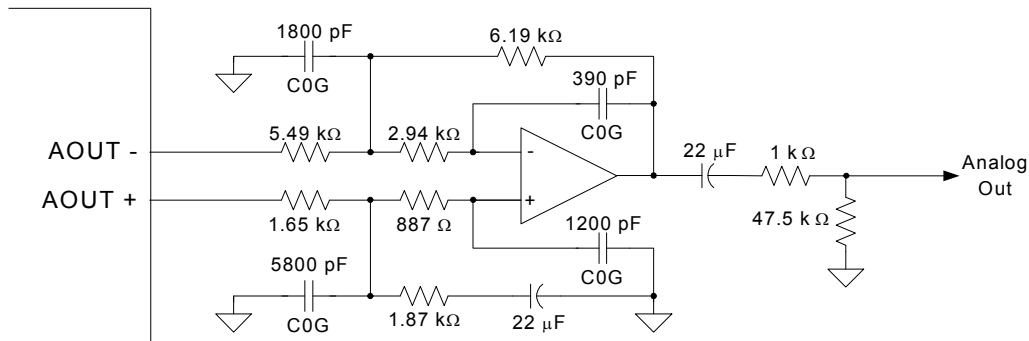 1800 pF
C0G
6.19 kΩ
390 pF
C0G
AOUT -
5.49 kΩ
2.94 kΩ
-
22 µF
1 kΩ
Analog
Out
AOUT +
1.65 kΩ
887 Ω
+
47.5 kΩ
1200 pF
C0G
5800 pF
C0G
1.87 kΩ
22 µF